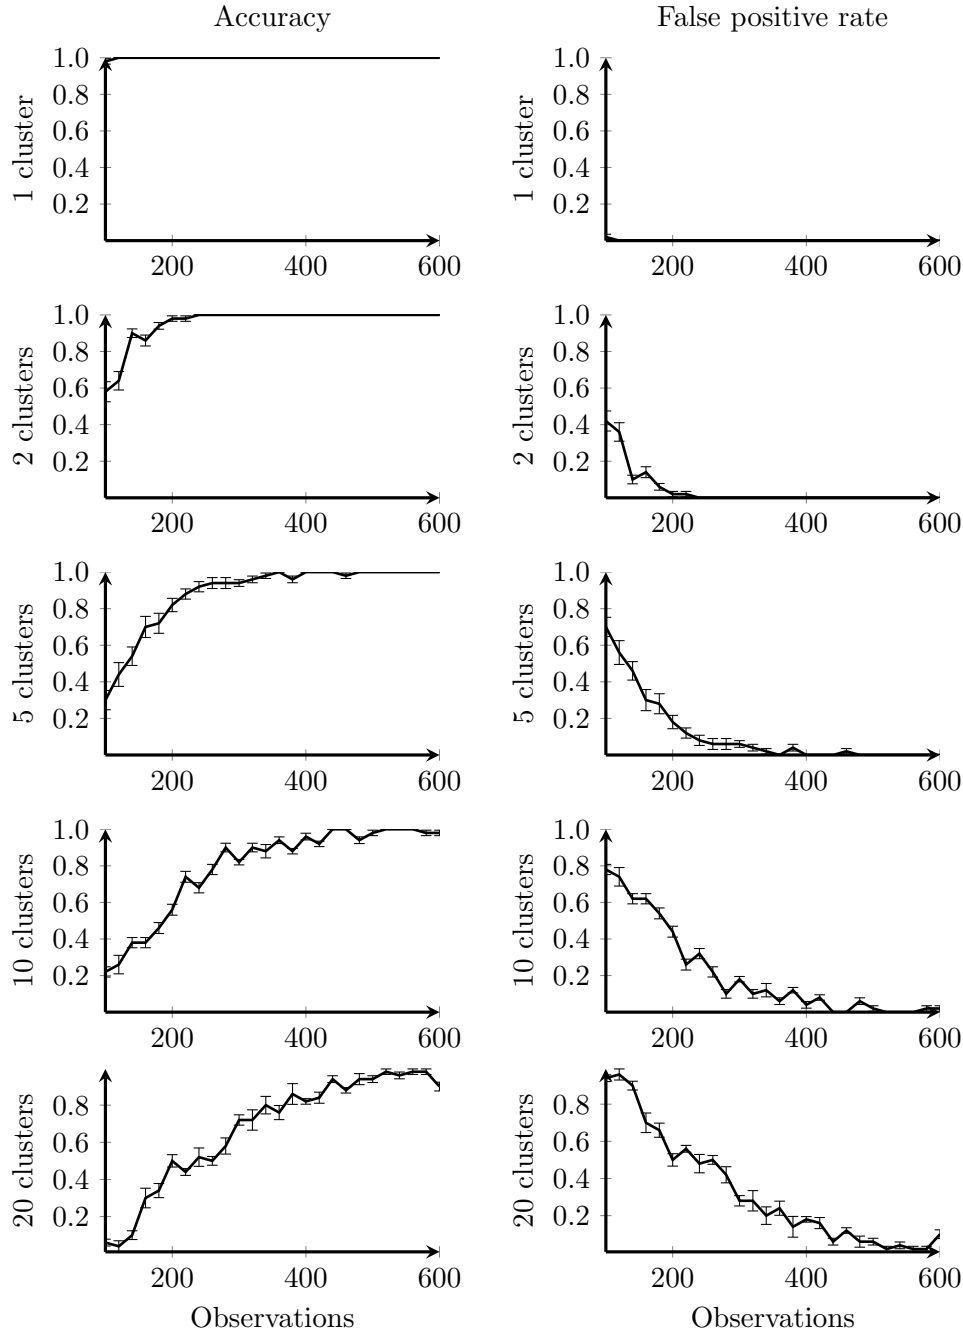 Accuracy False positive rate
1.0 1.0
0.8 0.8
0.6 0.6
0.4 0.4
0.2 0.2
1 cluster 1 cluster
200 400 600 200 400 600
1.0 1.0
0.8 0.8
0.6 0.6
0.4 0.4
0.2 0.2
2 clusters 2 clusters
200 400 600 200 400 600
1.0 1.0
0.8 0.8
0.6 0.6
0.4 0.4
0.2 0.2
5 clusters 5 clusters
200 400 600 200 400 600
1.0 1.0
0.8 0.8
0.6 0.6
0.4 0.4
0.2 0.2
10 clusters 10 clusters
200 400 600 200 400 600
0.8 0.8
0.6 0.6
0.4 0.4
0.2 0.2
20 clusters 20 clusters
200 400 600 200 400 600
Observations Observations